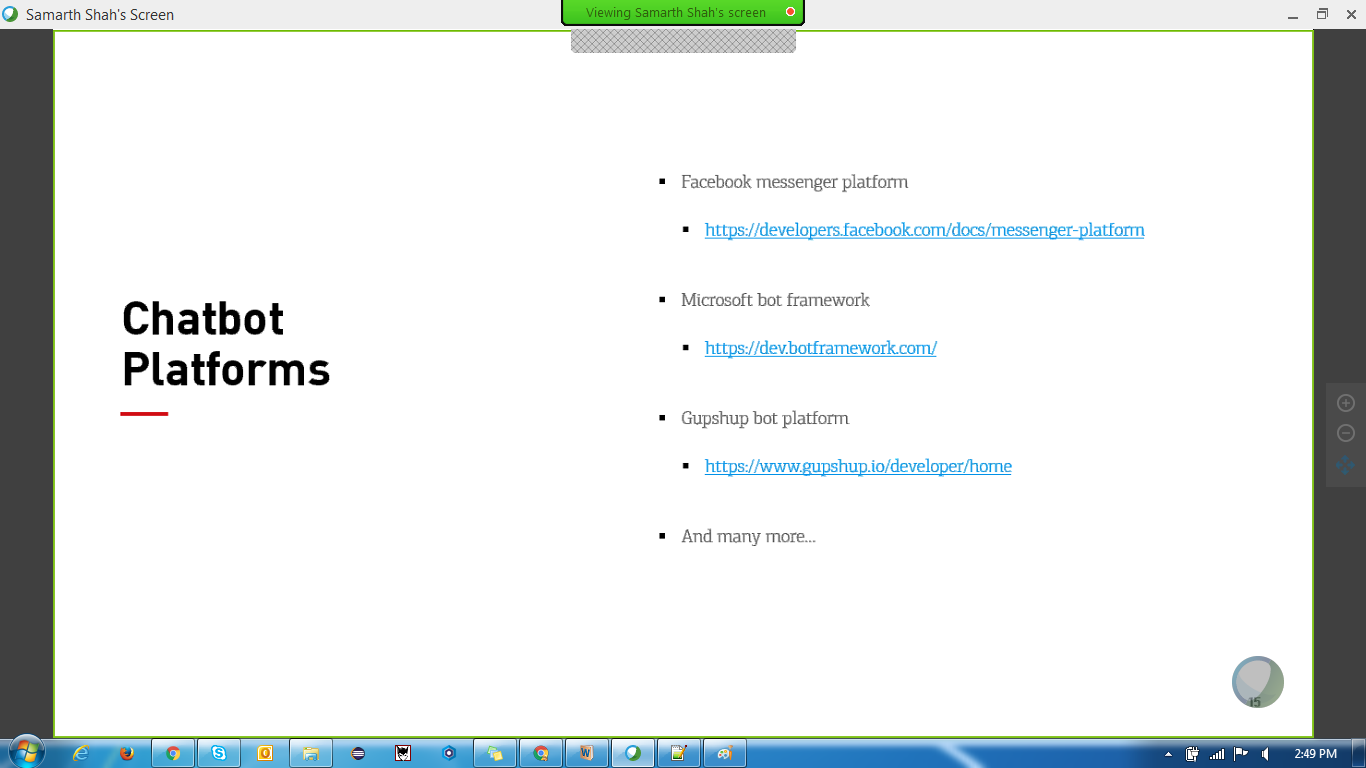 Samarth Shah's Screen
Viewing Samarth Shah's screen
Chatbot
Platforms
Facebook messenger platform
https://developers.facebook.com/docs/messenger-platform
Microsoft bot framework
https://dev.botframework.com/
Gupshup bot platform
https://www.gupshup.io/developer/home
And many more...
15
2:49 PM